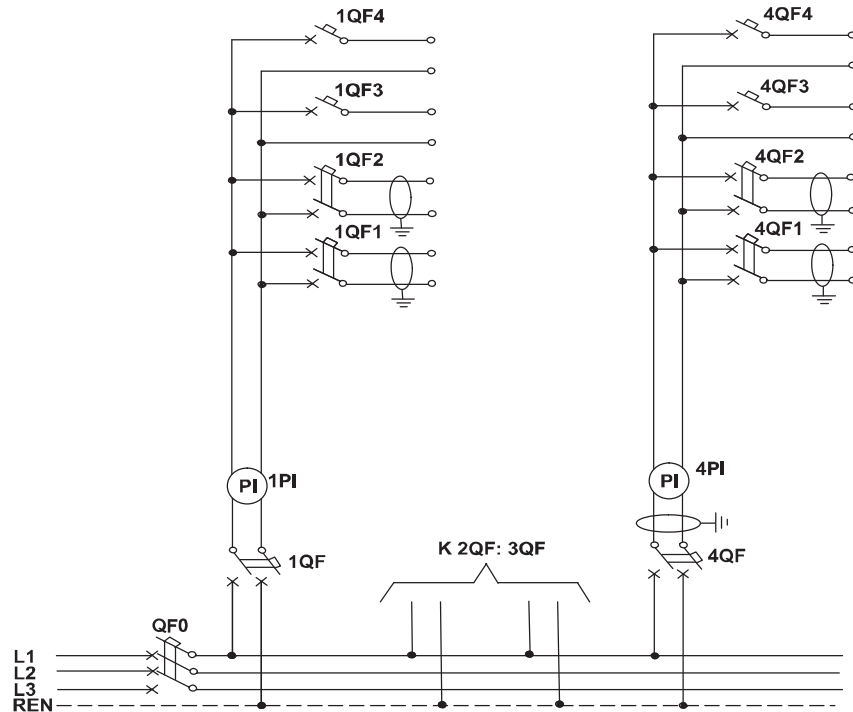 1QF4
4QF4
1QF3
4QF3
1QF2
4QF2
1QF1
4QF1
PI 1PI
PI 4PI
1QF
K 2QF: 3QF
4QF
QF0
L1
L2
L3
REN